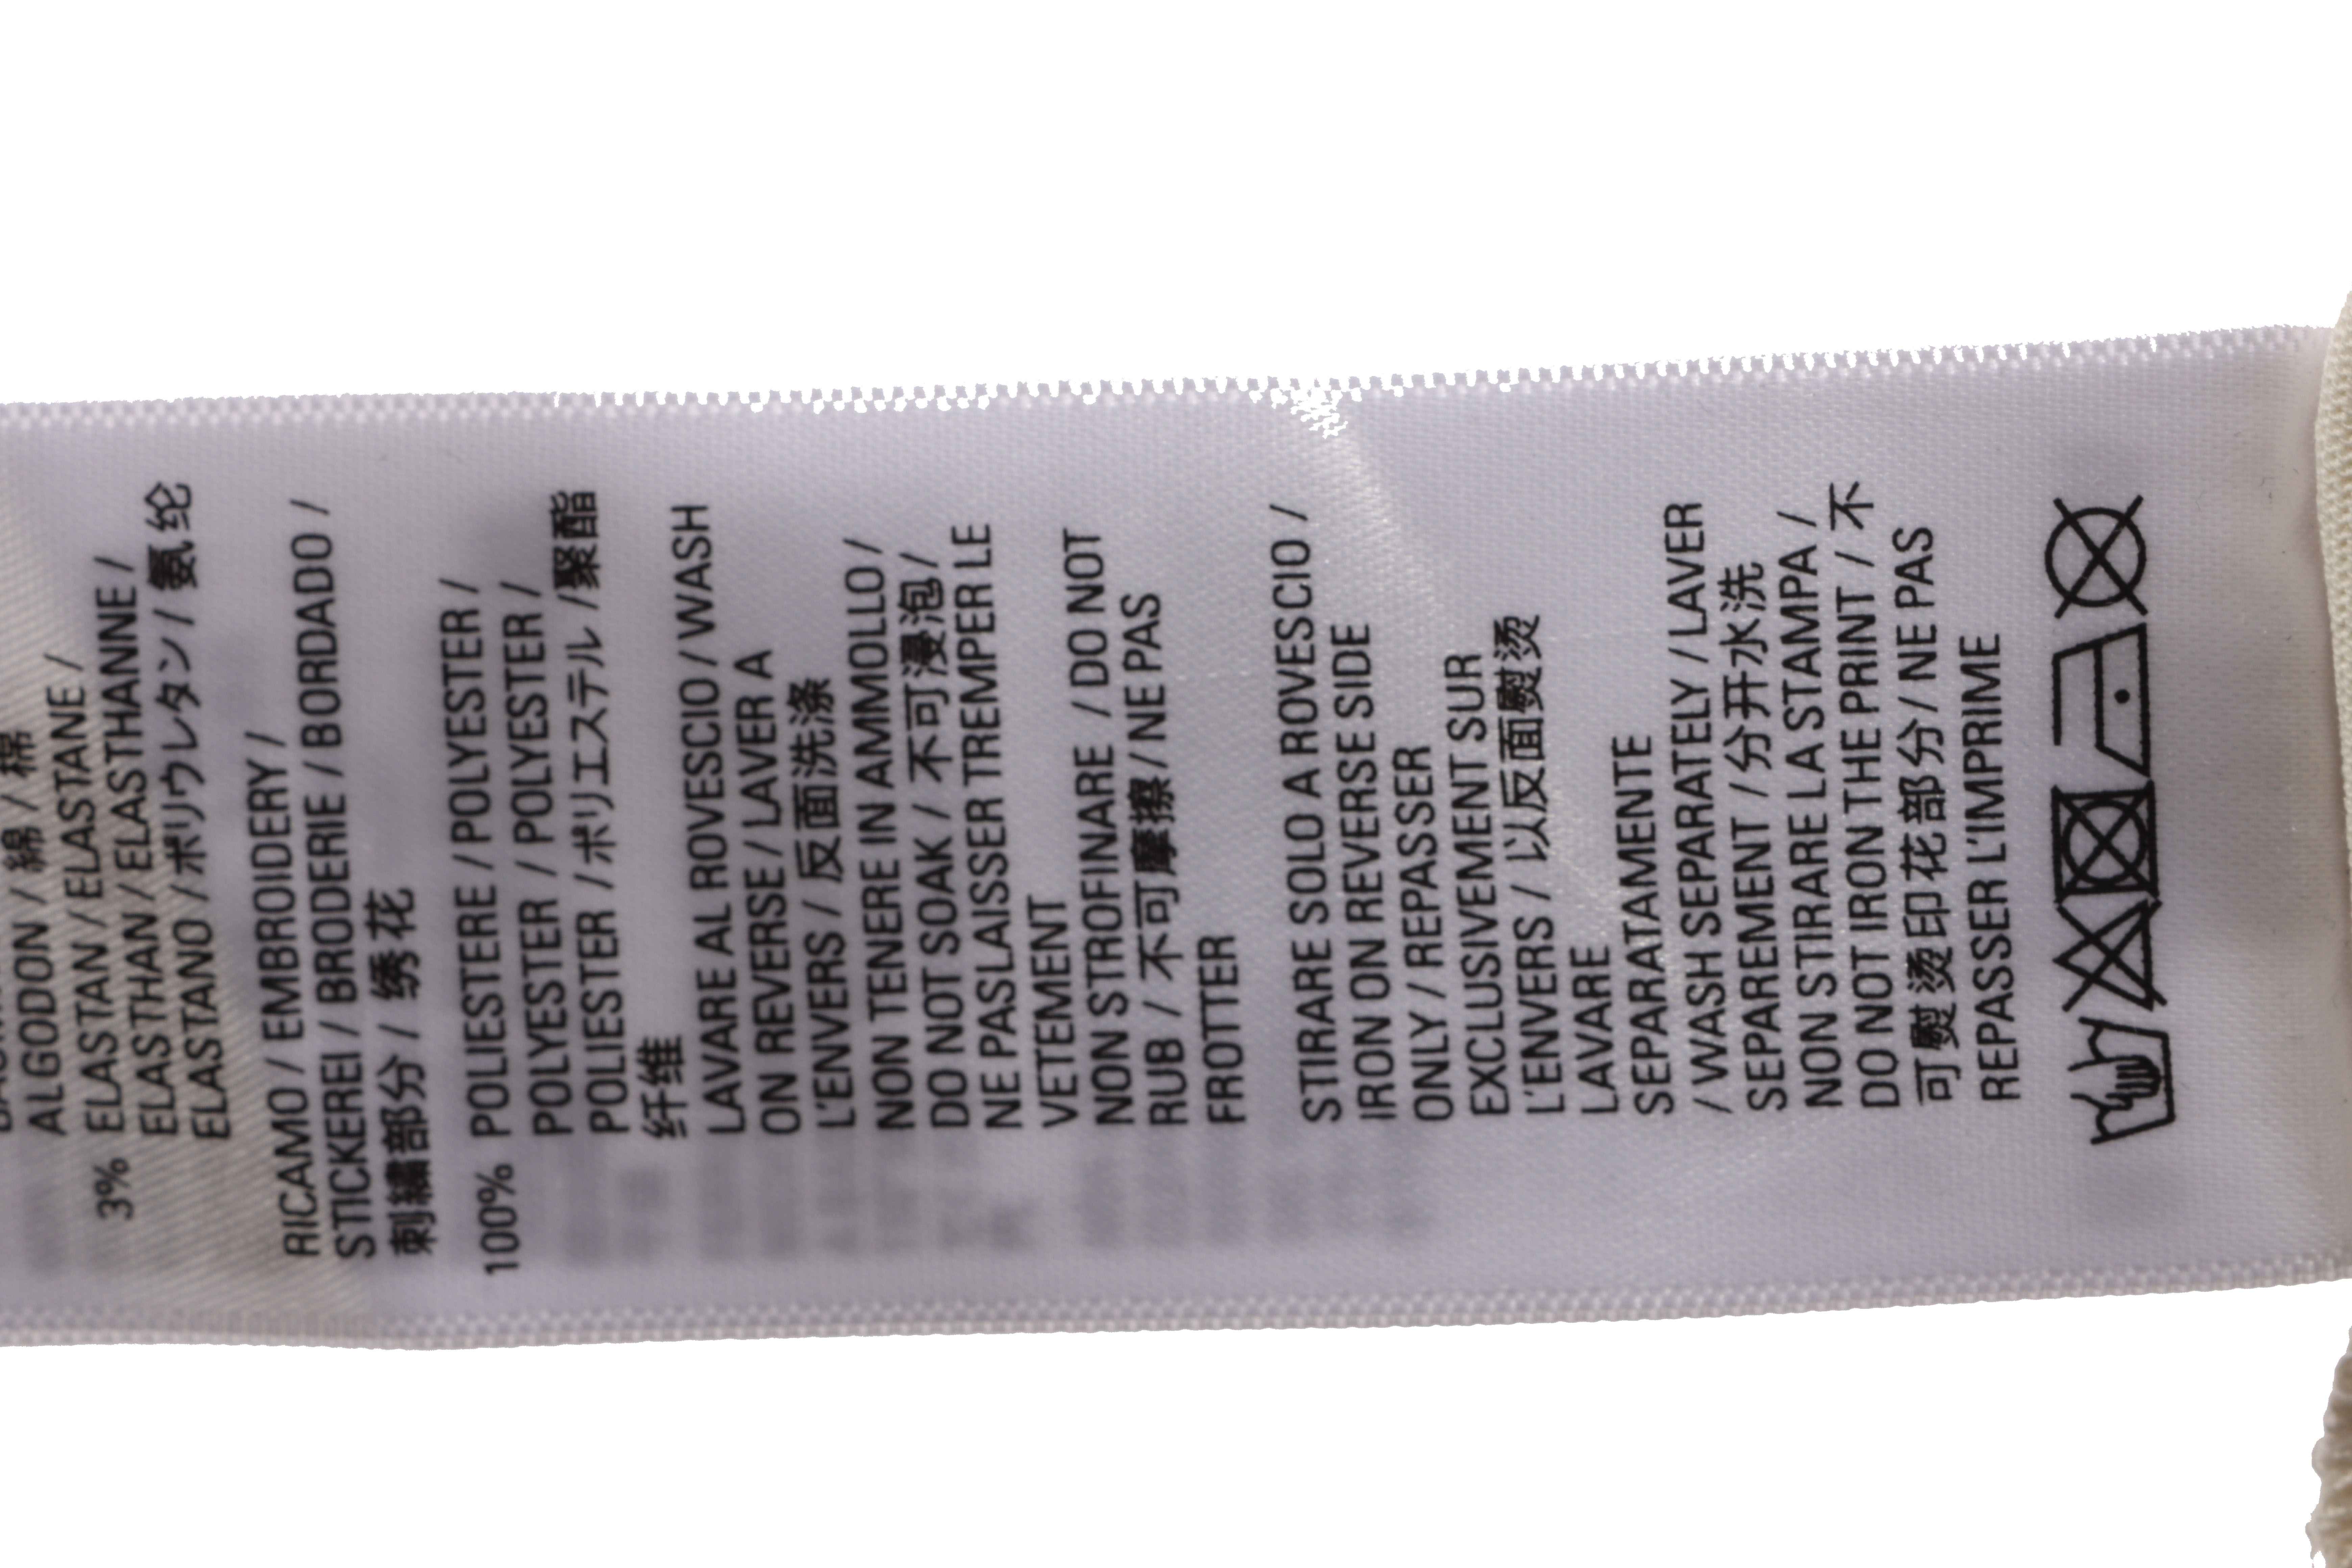 ALGODON / 綿 / 棉
3% ELASTAN / ELASTANE /
ELASTHAN / ELASTHANNE /
ELASTANO / ポリウレタン / 氨纶
RICAMO / EMBROIDERY /
STICKEREI / BRODERIE / BORDADO /
刺繍部分 / 绣花
100% POLIESTERE / POLYESTER /
POLYESTER / POLYESTER /
POLIESTER / ポリエステル /聚酯
纤维
LAVARE AL ROVESCIO / WASH
ON REVERSE / LAVER A
L'ENVERS / 反面洗涤
NON TENERE IN AMMOLLO /
DO NOT SOAK / 不可浸泡/
NE PASLAISSER TREMPER LE
VETEMENT
NON STROFINARE / DO NOT
RUB / 不可摩擦/ NE PAS
FROTTER
STIRARE SOLO A ROVESCIO /
IRON ON REVERSE SIDE
ONLY / REPASSER
EXCLUSIVEMENT SUR
L'ENVERS / 以反面熨烫
LAVARE
SEPARATAMENTE
/ WASH SEPARATELY / LAVER
SEPAREMENT / 分开水洗
NON STIRARE LA STAMPA /
DO NOT IRON THE PRINT / 不
可熨烫印花部分/ NE PAS
REPASSER L'IMPRIME